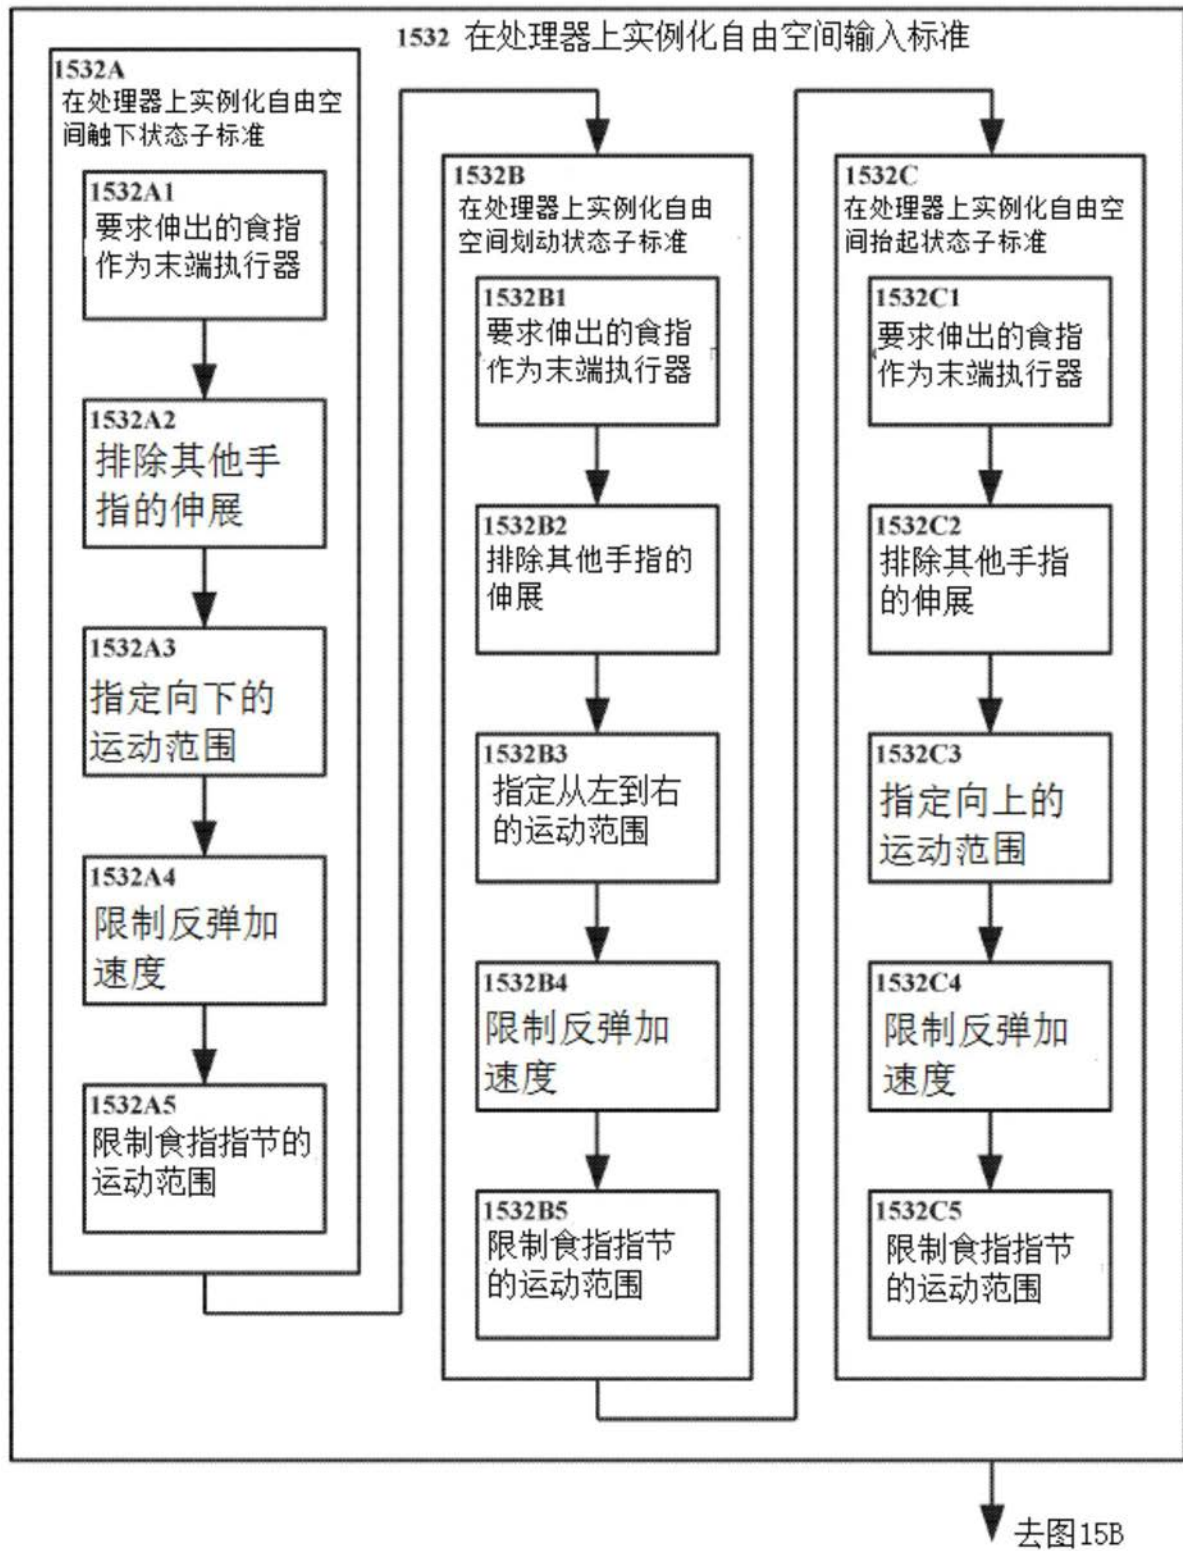 1532 在处理器上实例化自由空间输入标准
1532A
在处理器上实例化自由空
间触下状态子标准
1532A1
要求伸出的食指
作为末端执行器
1532A2
排除其他手
指的伸展
1532A3
指定向下的
运动范围
1532A4
限制反弹加
速度
1532A5
限制食指指节的
运动范围
1532B
在处理器上实例化自由
空间划动状态子标准
1532B1
要求伸出的食指
作为末端执行器
1532B2
排除其他手指的
伸展
1532B3
指定从左到右
的运动范围
1532B4
限制反弹加
速度
1532B5
限制食指指节
的运动范围
1532C
在处理器上实例化自由空
间抬起状态子标准
1532C1
要求伸出的食指
作为末端执行器
1532C2
排除其他手指
的伸展
1532C3
指定向上的
运动范围
1532C4
限制反弹加
速度
1532C5
限制食指指节
的运动范围
去图15B